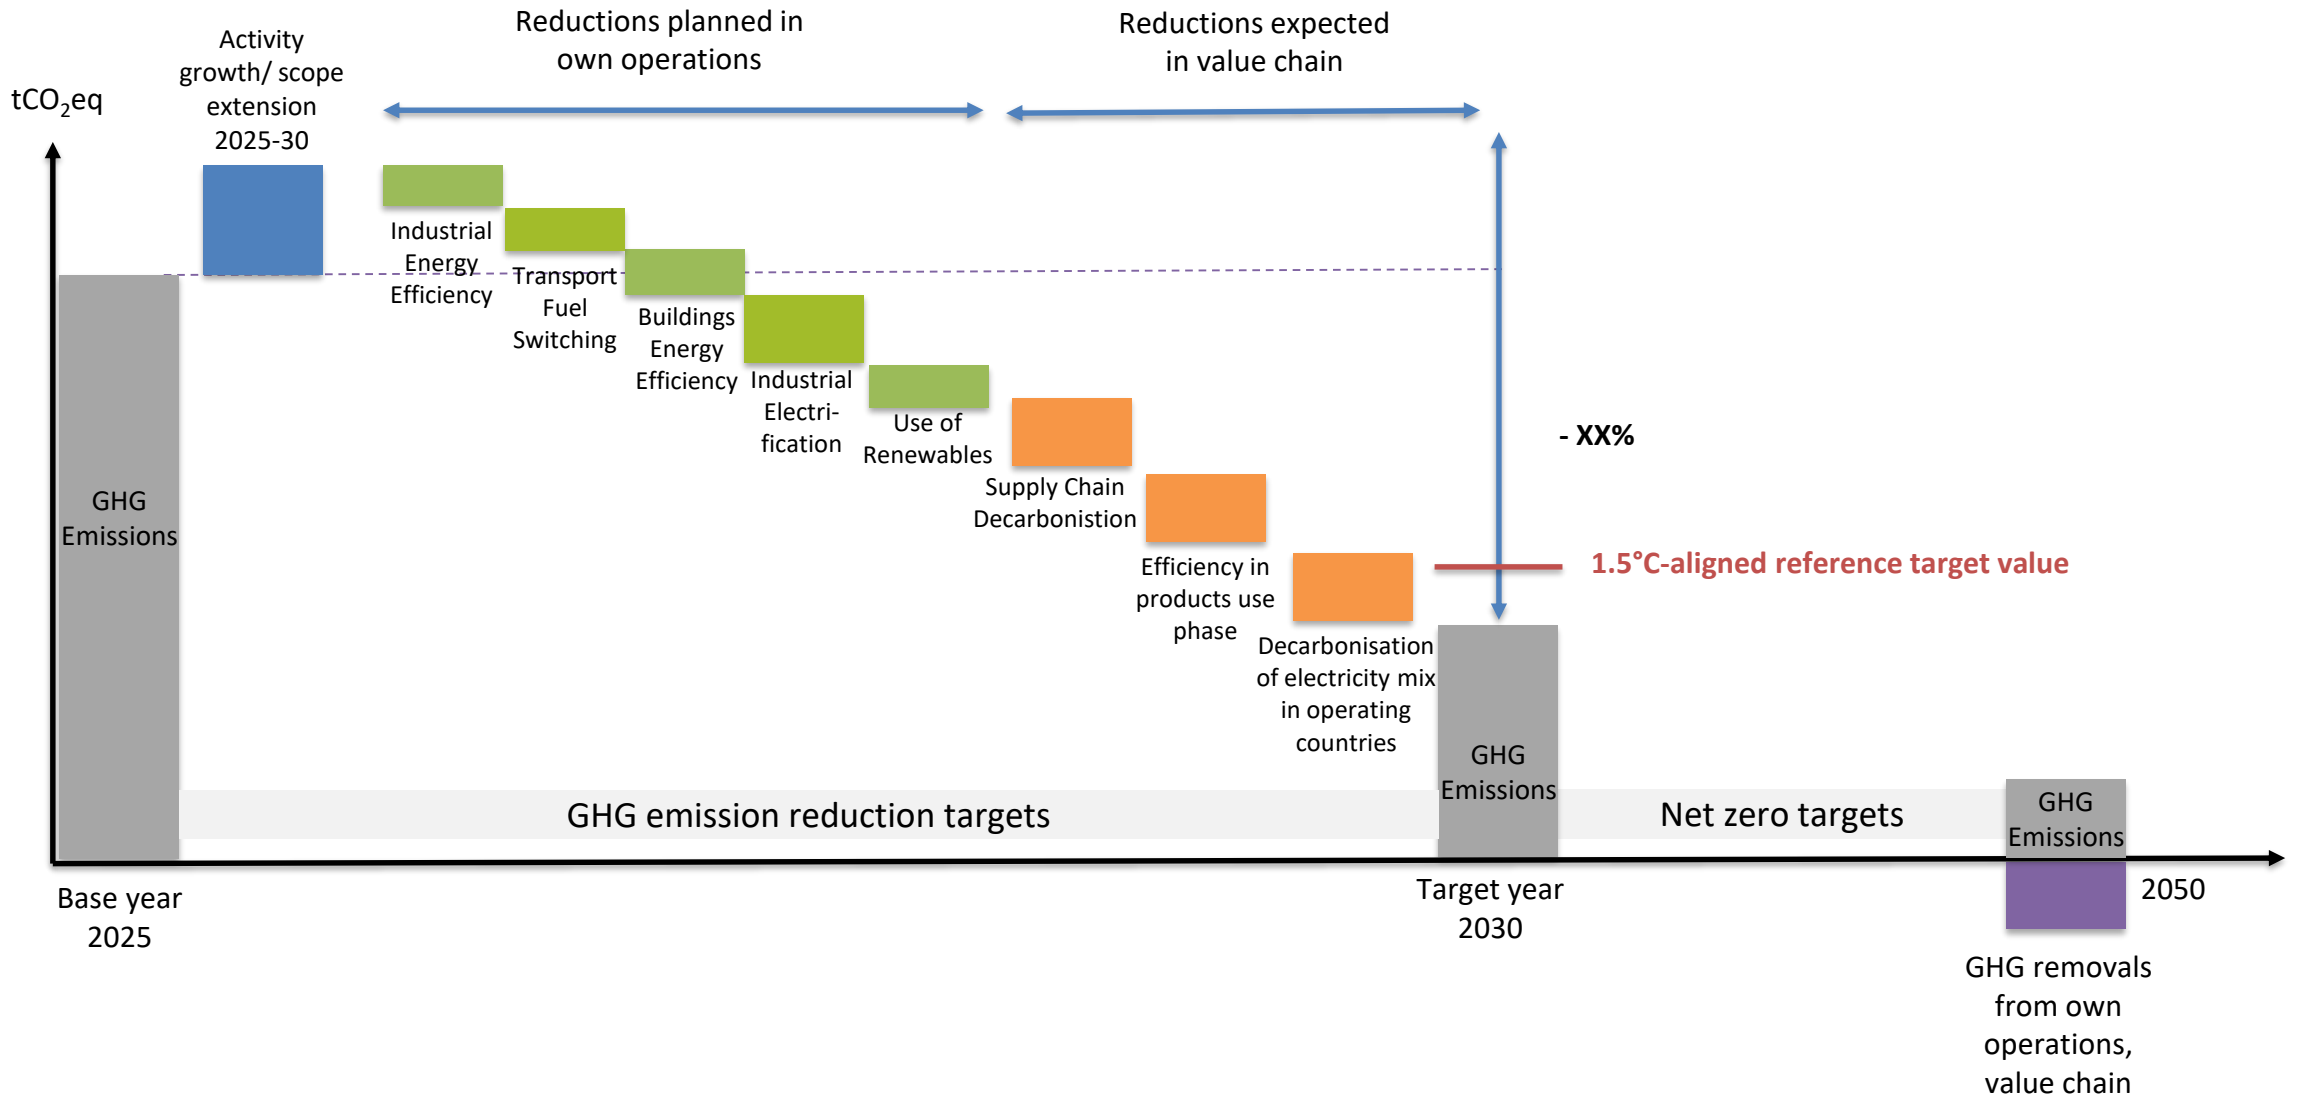 Reductions planned in
own operations
Reductions expected
in value chain
Activity
growth/ scope
extension
2025-30
tCO₂eq
Industrial
Energy
Efficiency
Transport
Fuel
Switching
Buildings
Energy
Efficiency
Industrial
Electri-
fication
Use of
Renewables
Supply Chain
Decarbonistion
Efficiency in
products use
phase
Decarbonisation
of electricity mix
in operating
countries
- XX%
1.5°C-aligned reference target value
GHG
Emissions
GHG
Emissions
GHG
Emissions
GHG emission reduction targets
Net zero targets
Base year
2025
Target year
2030
2050
GHG removals
from own
operations,
value chain